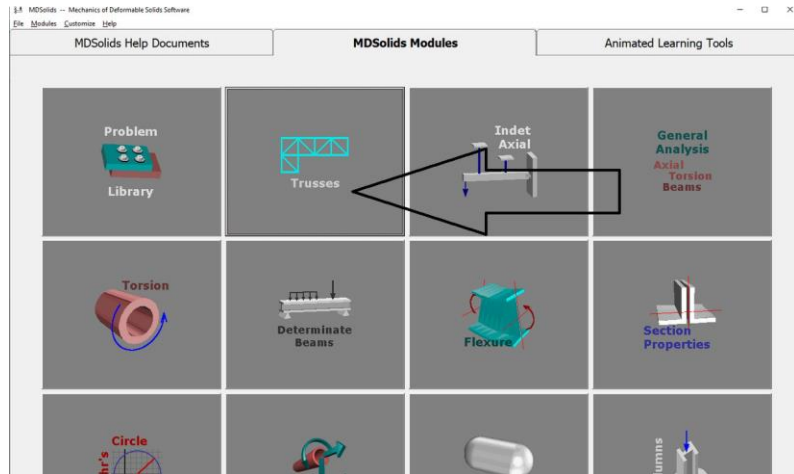 MDSolids -- Mechanics of Deformable Solids Software
File Modules Customize Help
MDSolids Help Documents
MDSolids Modules
Animated Learning Tools
Problem
Library
Trusses
Indet
Axial
General
Analysis
Axial
Torsion
Beams
Torsion
Determinate
Beams
Flexure
Section
Properties
Circle